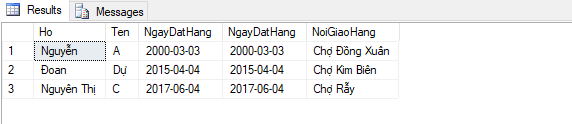 Results Messages
Ho Ten NgayDatHang NgayDatHang NoiGiaoHang
1 Nguyễn A 2000-03-03 2000-03-03 Chợ Đồng Xuân
2 Đoan Dự 2015-04-04 2015-04-04 Chợ Kim Biên
3 Nguyên Thị C 2017-06-04 2017-06-04 Chợ Rẫy